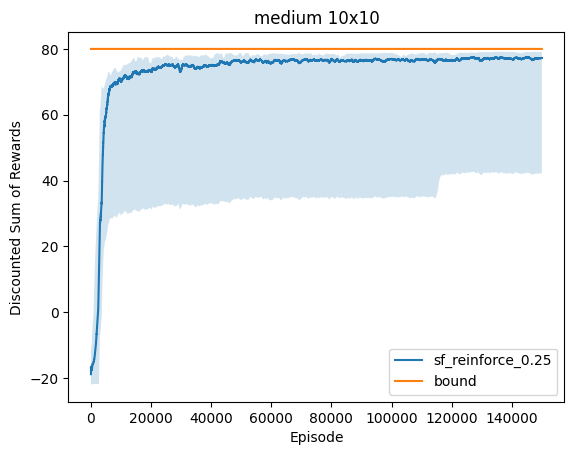 medium 10x10
Discounted Sum of Rewards
80
60
40
20
0
−20
0 20000 40000 60000 80000 100000 120000 140000
Episode
sf_reinforce_0.25
bound